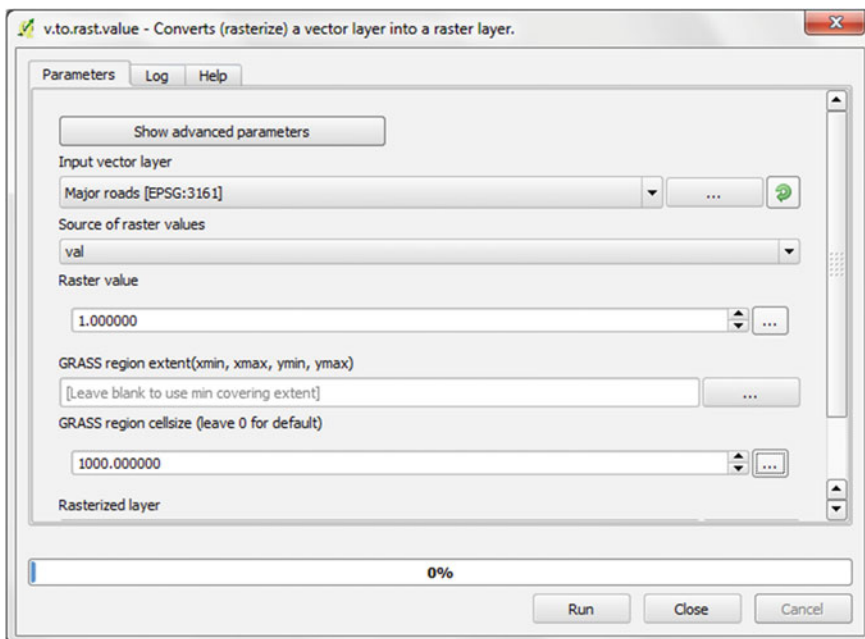 v.to.rast.value - Converts (rasterize) a vector layer into a raster layer.
Parameters Log Help
Show advanced parameters
Input vector layer
Major roads [EPSG:3161]
...
Source of raster values
val
Raster value
1.000000
...
GRASS region extent(xmin, xmax, ymin, ymax)
[Leave blank to use min covering extent]
...
GRASS region cellsize (leave 0 for default)
1000.000000
...
Rasterized layer
0%
Run Close Cancel